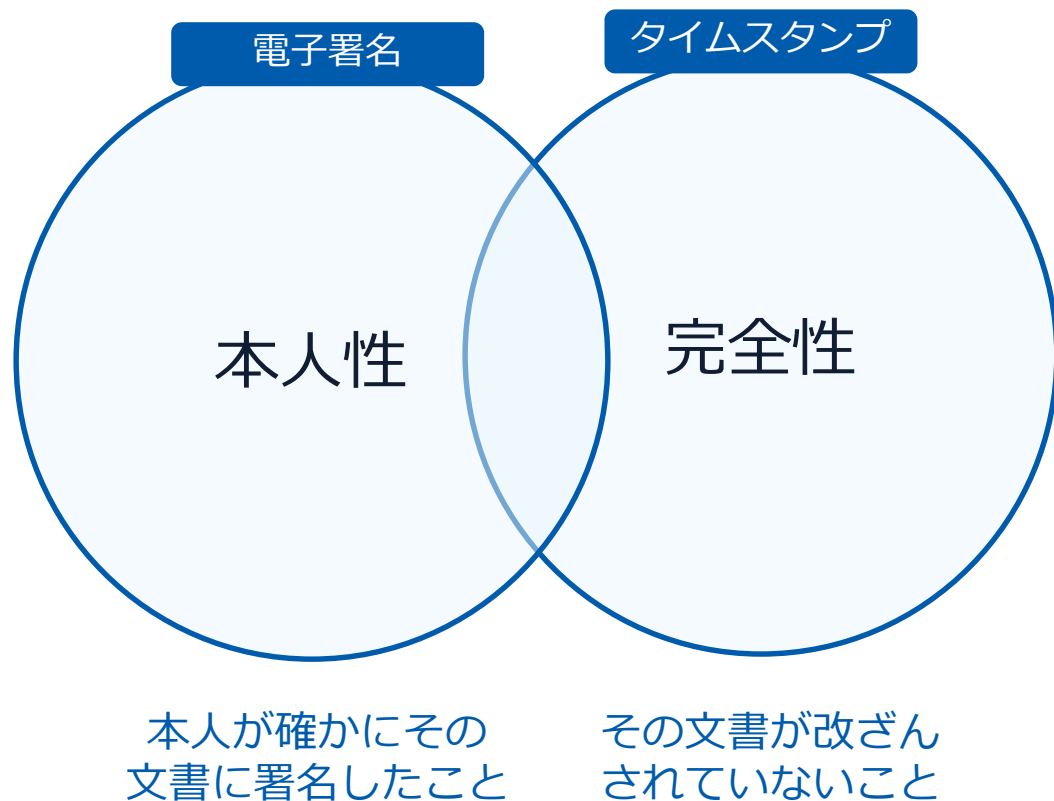 電子署名
タイムスタンプ
本人性
完全性
本人が確かにその
文書に署名したこと
その文書が改ざん
されていないこと